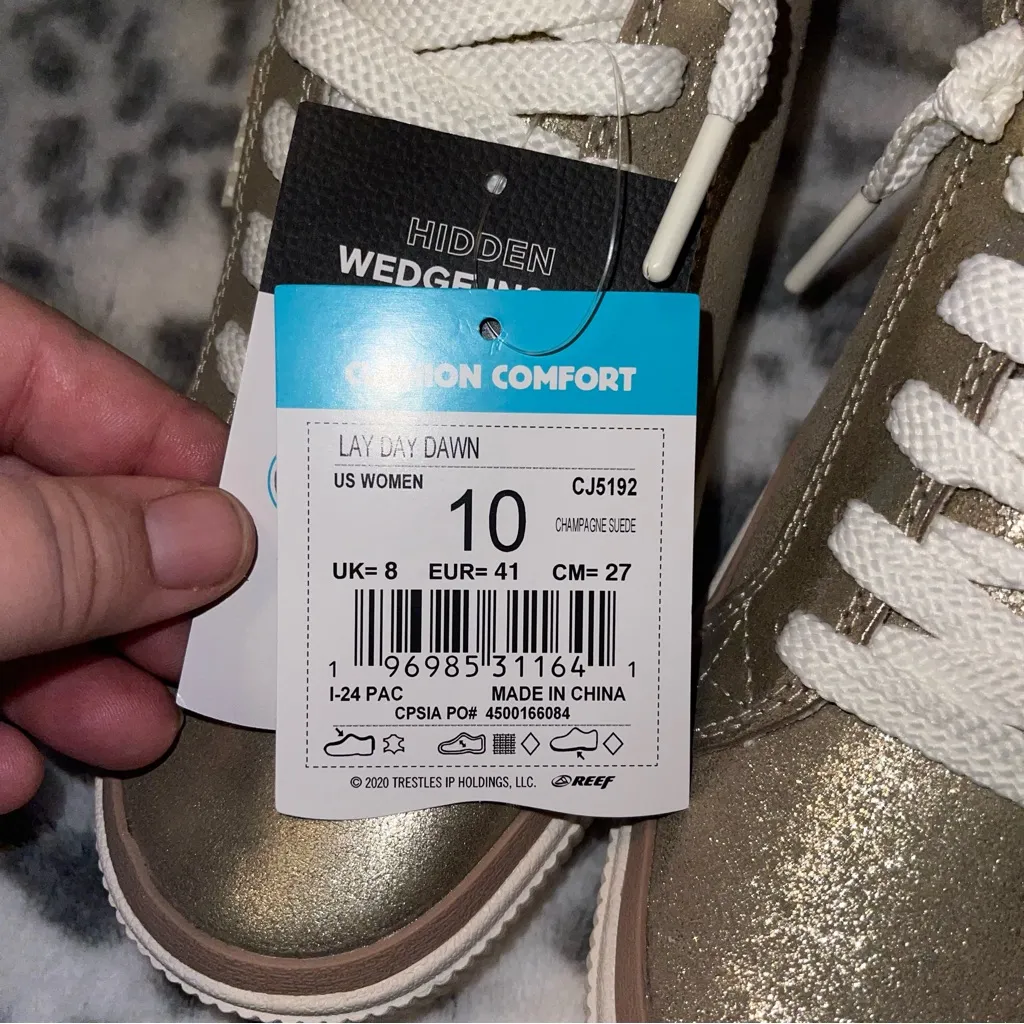 HIDDEN
WEDGE
CUSHION COMFORT
LAY DAY DAWN
US WOMEN
10
CJ5192
CHAMPAGNE SUEDE
UK= 8 EUR= 41 CM= 27
1 96985 31164 1
I-24 PAC MADE IN CHINA
CPSIA PO# 4500166084
© 2020 TRESTLES IP HOLDINGS, LLC. REEF